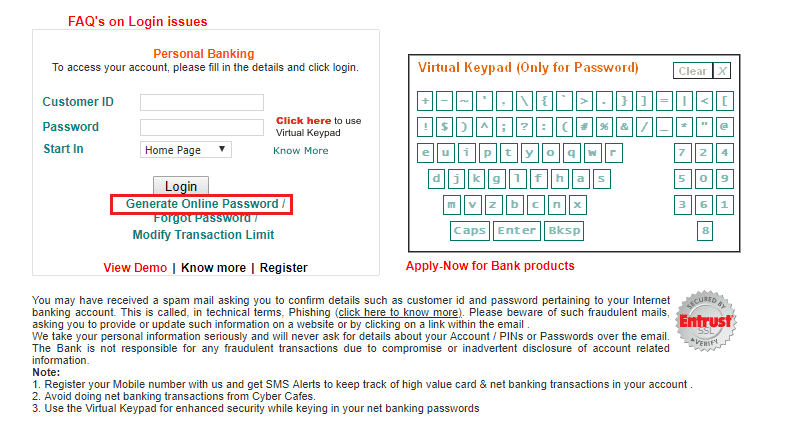 FAQ's on Login issues
Personal Banking
To access your account, please fill in the details and click login.
Customer ID
Password
Click here to use
Virtual Keypad
Start In
Home Page
Know More
Login
Generate Online Password /
Forgot Password /
Modify Transaction Limit
View Demo | Know more | Register
Virtual Keypad (Only for Password)
Clear X
! $ ) ^ ; ? : ( # % & / _ * " @
e u i p t y o q w r 7 2 4
d j k g l f h a s 5 0 9
m v z b c n x 3 6 1
Caps Enter Bksp 8
Apply-Now for Bank products
You may have received a spam mail asking you to confirm details such as customer id and password pertaining to your Internet
banking account. This is called, in technical terms, Phishing (click here to know more). Please beware of such fraudulent mails,
asking you to provide or update such information on a website or by clicking on a link within the email .
We take your personal information seriously and will never ask for details about your Account / PINs or Passwords over the email.
The Bank is not responsible for any fraudulent transactions due to compromise or inadvertent disclosure of account related
information.
Note:
1. Register your Mobile number with us and get SMS Alerts to keep track of high value card & net banking transactions in your account .
2. Avoid doing net banking transactions from Cyber Cafes.
3. Use the Virtual Keypad for enhanced security while keying in your net banking passwords
SECURED BY
Entrust
SSL
VERIFY